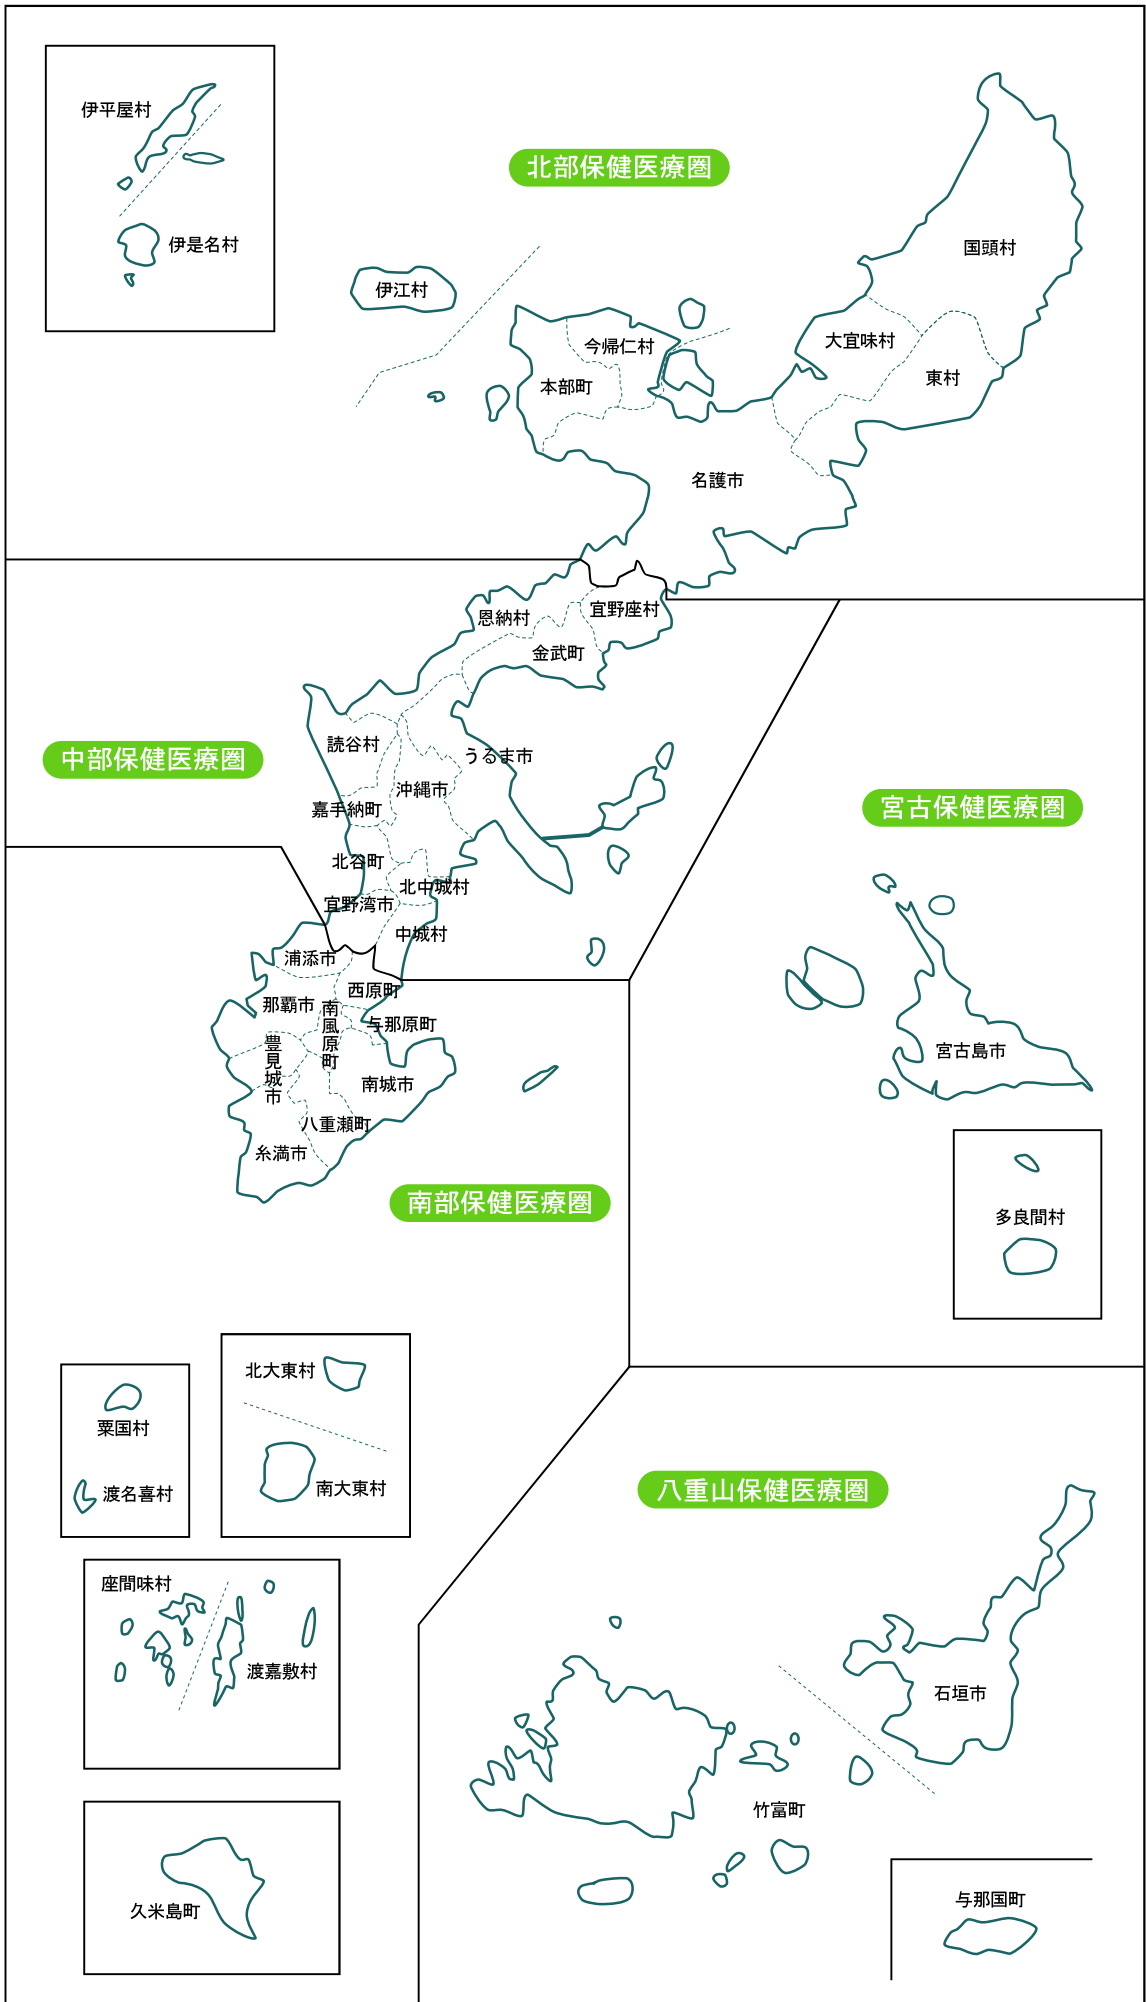 伊平屋村
伊是名村
北部保健医療圏
伊江村
国頭村
今帰仁村
大宜味村
本部町
東村
名護市
恩納村
宜野座村
金武町
中部保健医療圏
読谷村
うるま市
沖縄市
嘉手納町
北谷町
北中城村
宜野湾市
中城村
宮古保健医療圏
宮古島市
多良間村
浦添市
西原町
那覇市
南風原町
与那原町
豊見城市
南城市
八重瀬町
糸満市
南部保健医療圏
北大東村
南大東村
粟国村
渡名喜村
座間味村
渡嘉敷村
久米島町
八重山保健医療圏
石垣市
竹富町
与那国町